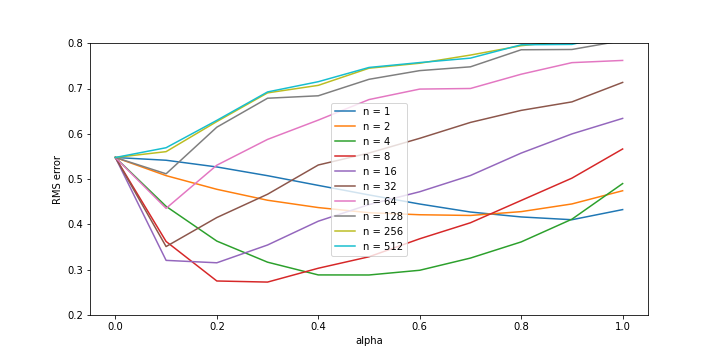 0.8
0.7
0.6
0.5
0.4
0.3
0.2
RMS error
n = 1
n = 2
n = 4
n = 8
n = 16
n = 32
n = 64
n = 128
n = 256
n = 512
0.0 0.2 0.4 0.6 0.8 1.0
alpha